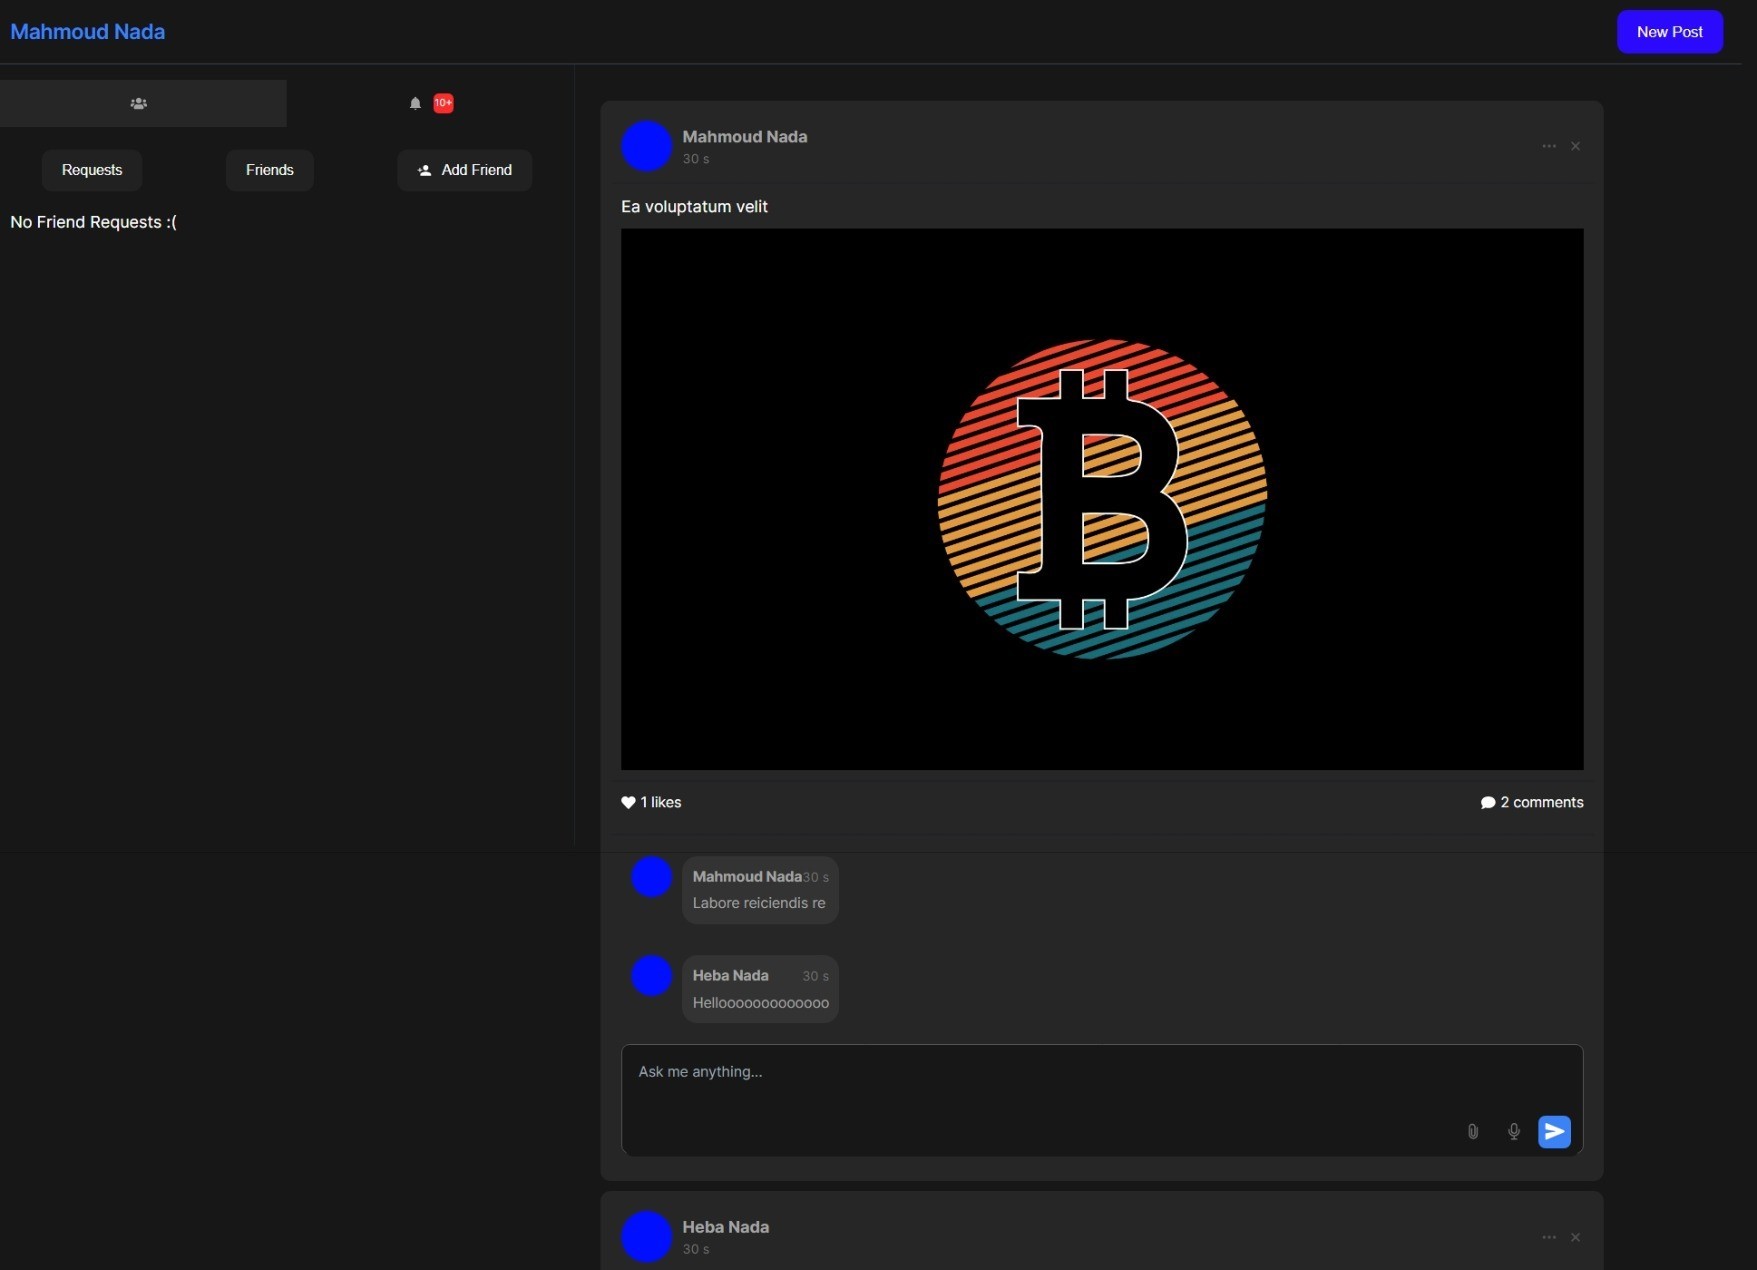 Mahmoud Nada
New Post
10+
Requests
Friends
Add Friend
No Friend Requests :(
Mahmoud Nada
30 s
Ea voluptatum velit
1 likes
2 comments
Mahmoud Nada 30 s
Labore reiciendis re
Heba Nada 30 s
Hellooooooooooooo
Ask me anything...
Heba Nada
30 s